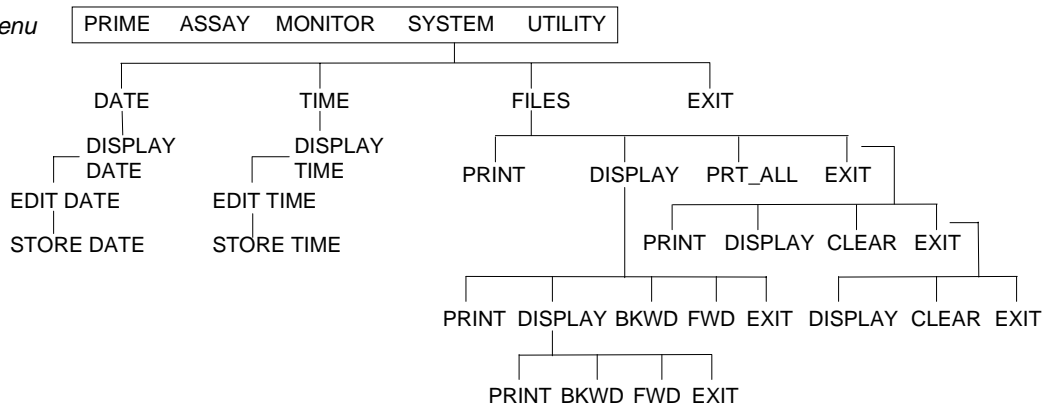 enu PRIME ASSAY MONITOR SYSTEM UTILITY
DATE TIME FILES EXIT
DISPLAY DATE DISPLAY TIME PRINT DISPLAY PRT_ALL EXIT
EDIT DATE EDIT TIME
STORE DATE STORE TIME PRINT DISPLAY CLEAR EXIT
PRINT DISPLAY BKWD FWD EXIT DISPLAY CLEAR EXIT
PRINT BKWD FWD EXIT